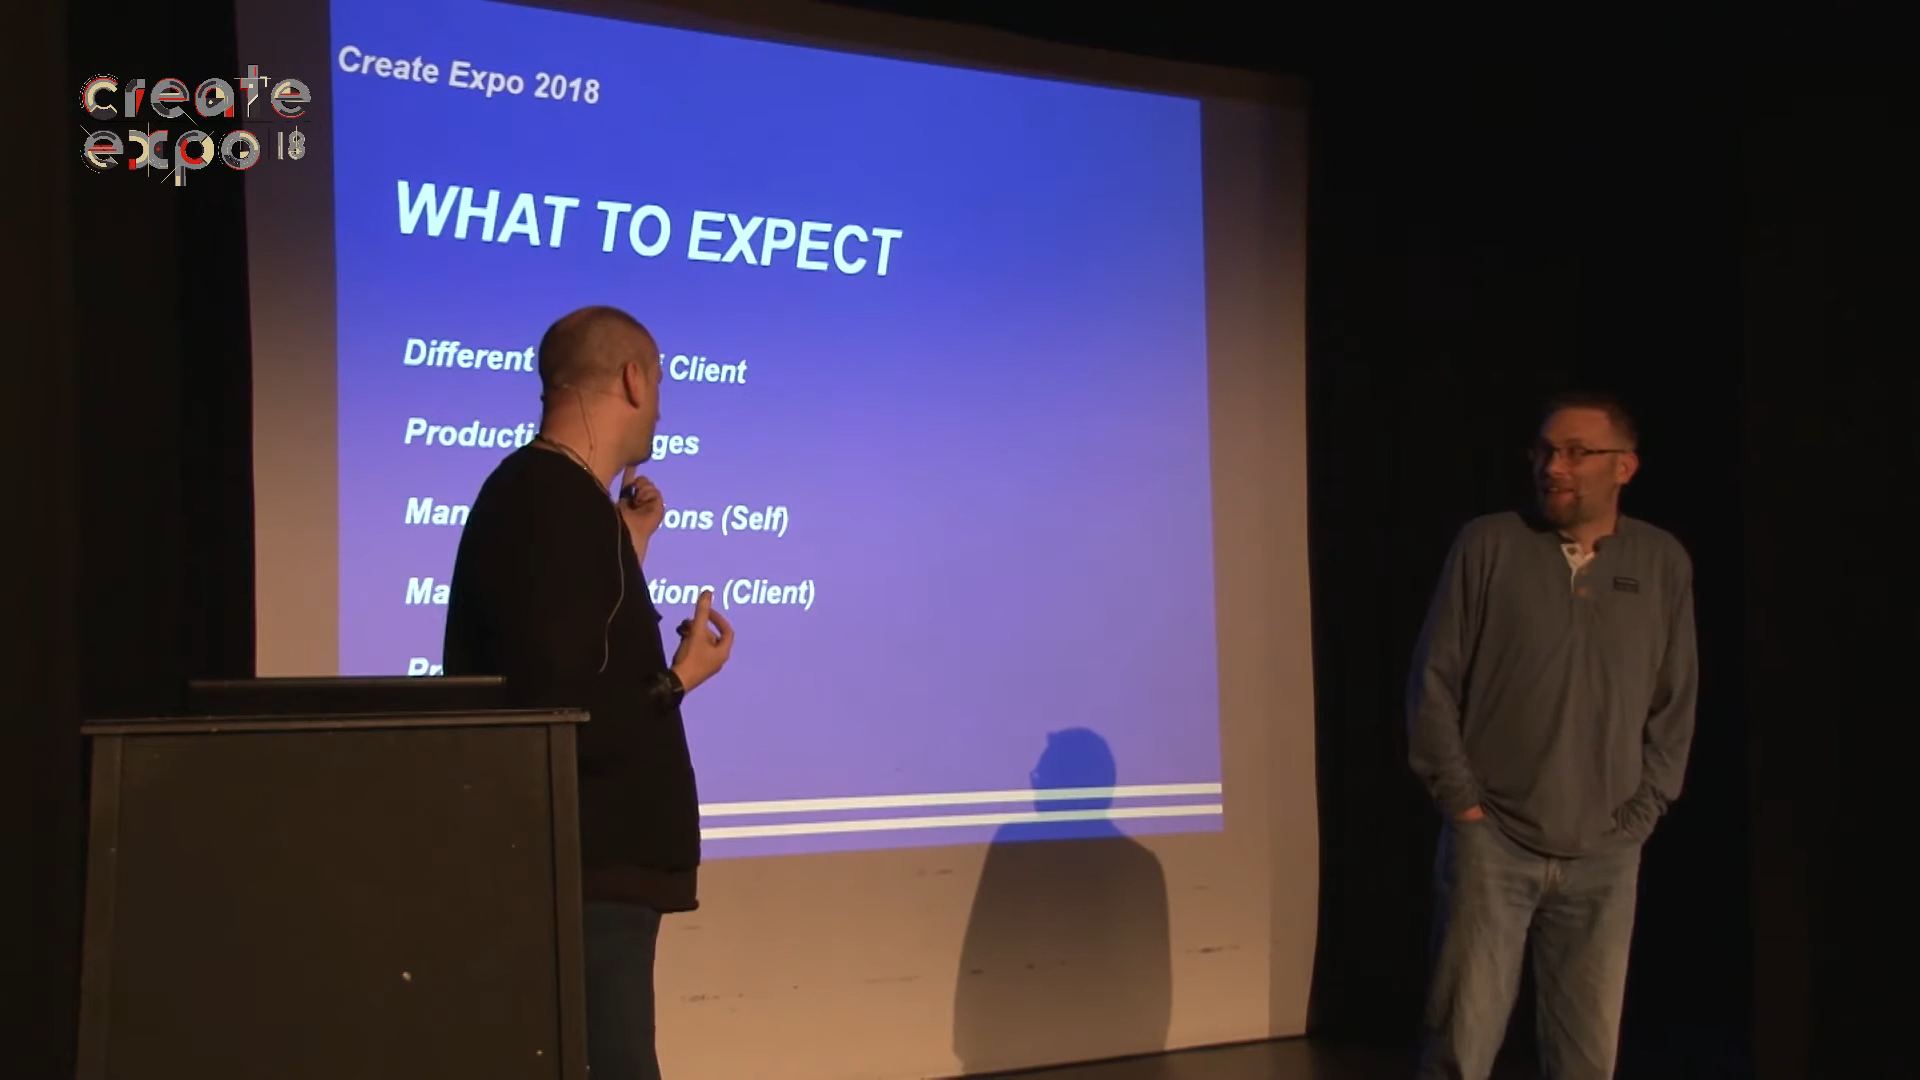 create
expo 18
Create Expo 2018
WHAT TO EXPECT
Different Client
Producti ges
Man ons (Self)
Ma tions (Client)
Pr